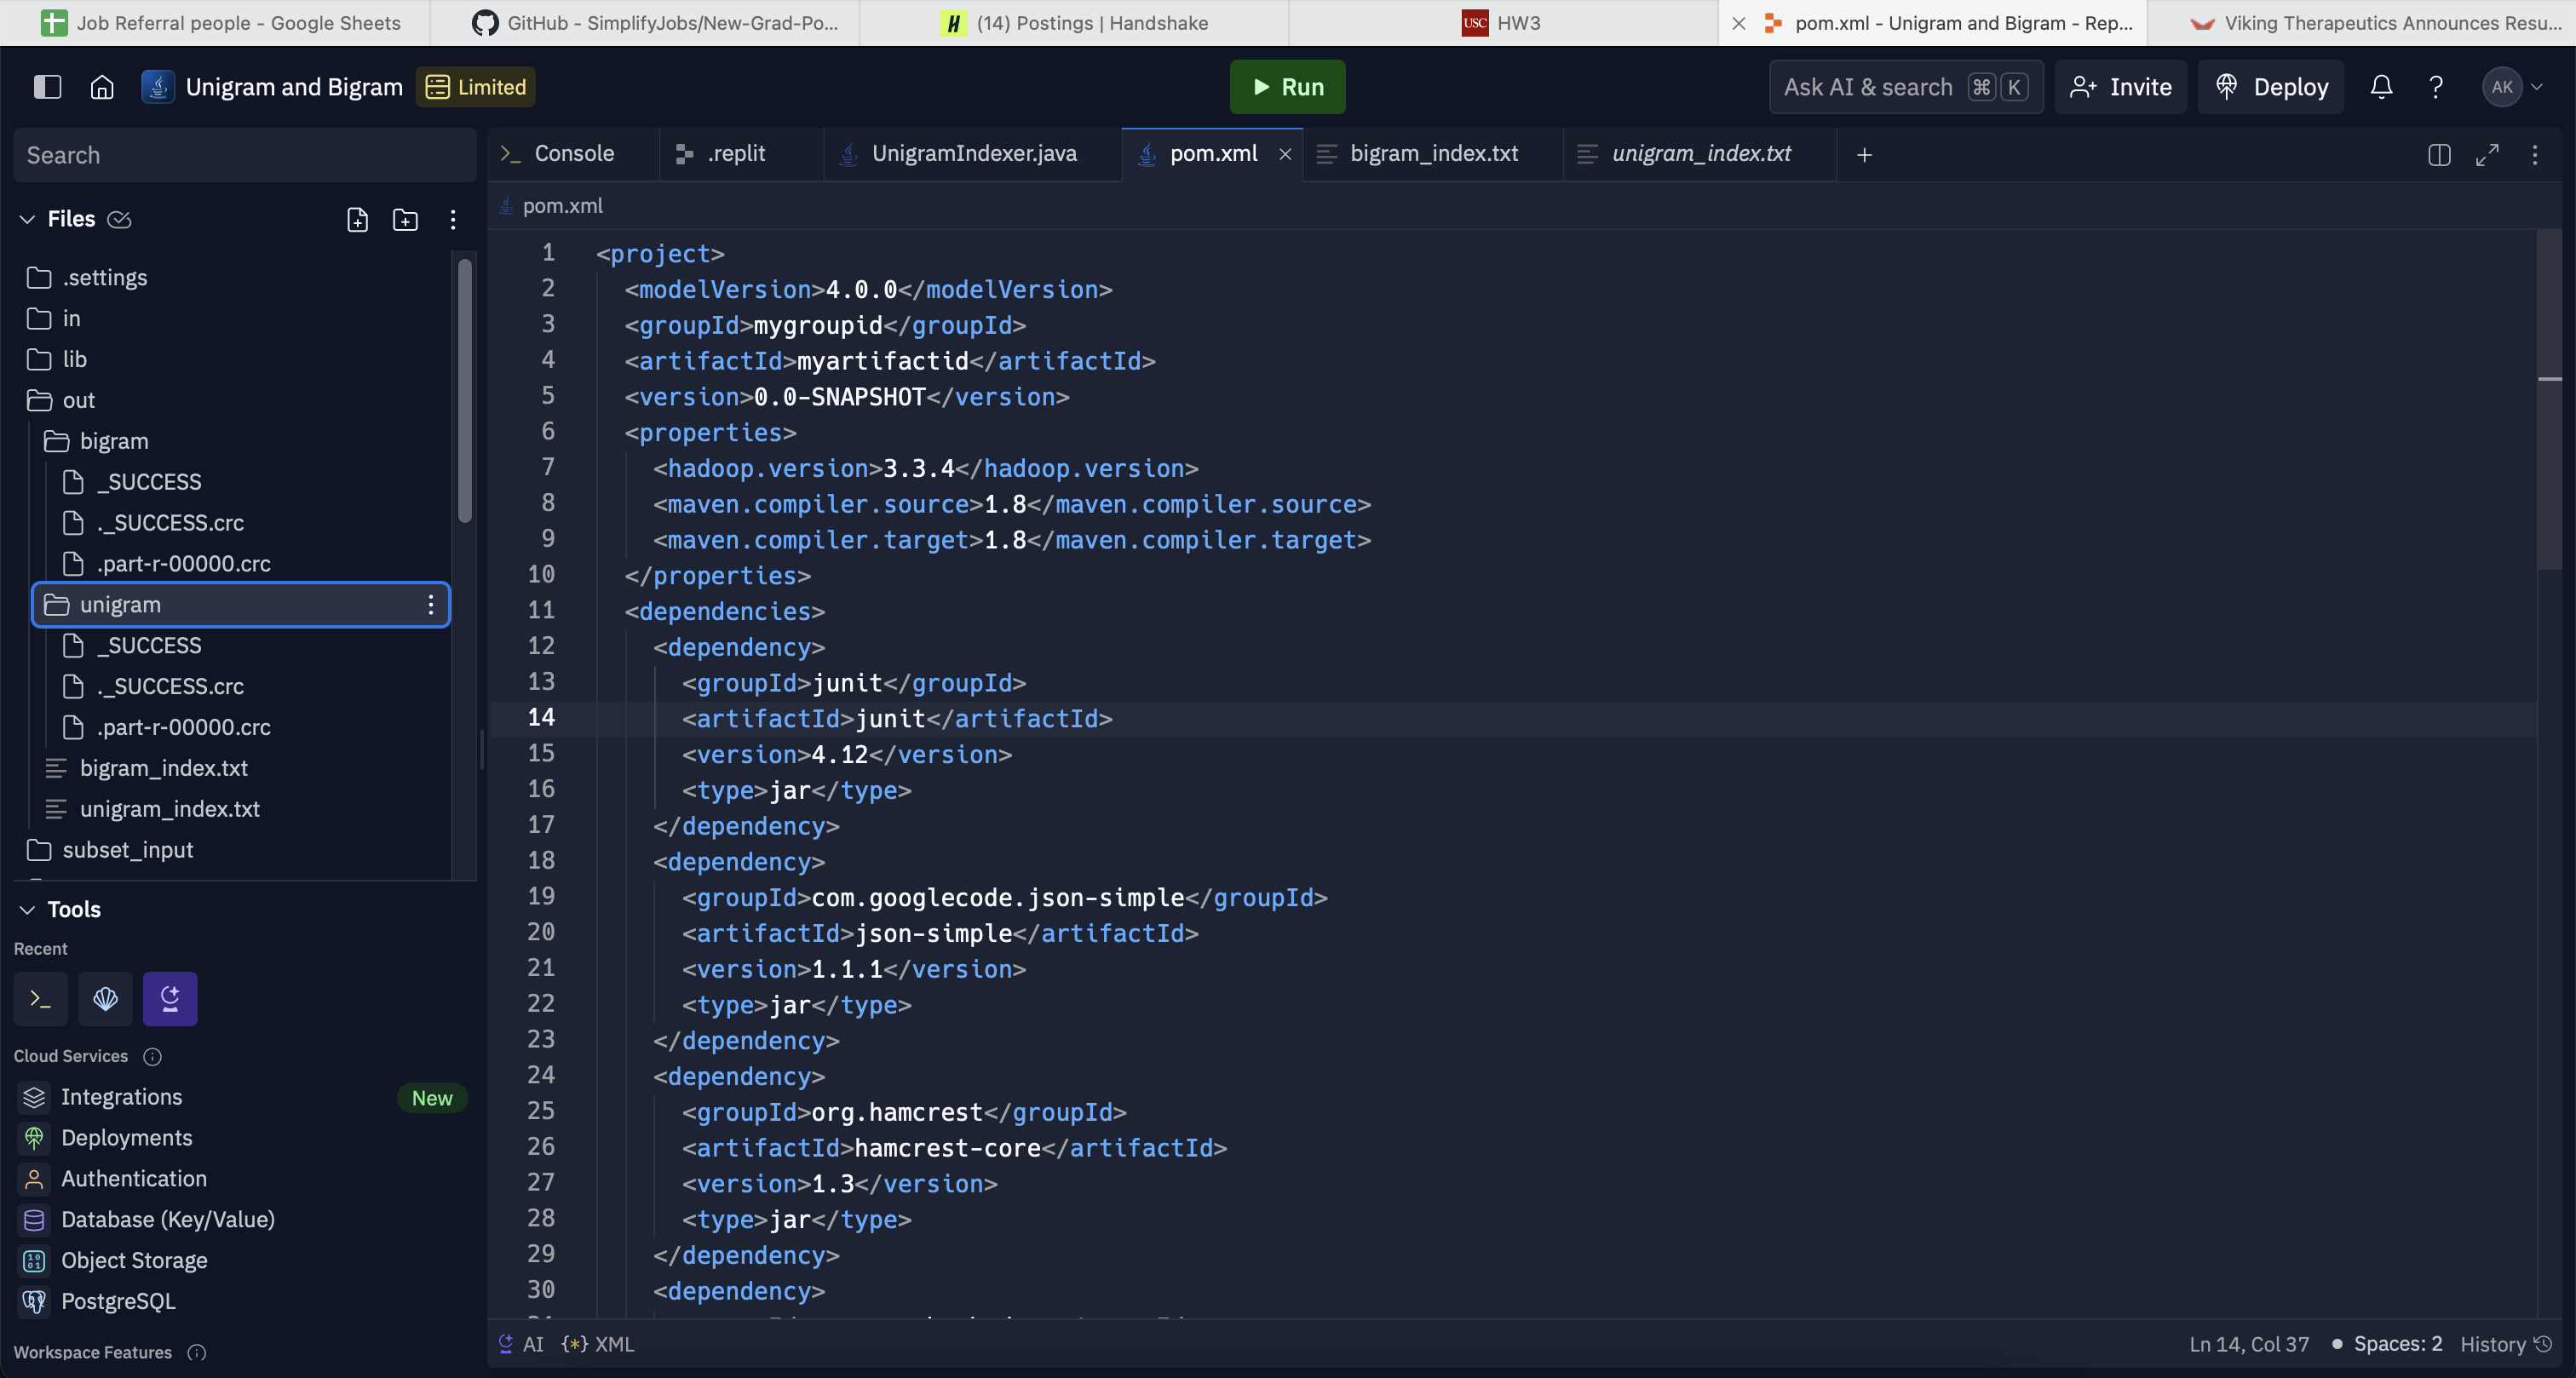 Job Referral people - Google Sheets
GitHub - SimplifyJobs/New-Grad-Po...
(14) Postings | Handshake
USC HW3
pom.xml - Unigram and Bigram - Rep...
Viking Therapeutics Announces Resu...
Unigram and Bigram
Limited
Run
Ask AI & search ⌘ K
Invite
Deploy
?
AK
Search
Files
.settings
in
lib
out
bigram
_SUCCESS
._SUCCESS.crc
.part-r-00000.crc
unigram
_SUCCESS
._SUCCESS.crc
.part-r-00000.crc
bigram_index.txt
unigram_index.txt
subset_input
Tools
Recent
Cloud Services
Integrations New
Deployments
Authentication
Database (Key/Value)
Object Storage
PostgreSQL
Workspace Features
Console
.replit
UnigramIndexer.java
pom.xml
bigram_index.txt
unigram_index.txt
pom.xml
1 <project>
2 <modelVersion>4.0.0</modelVersion>
3 <groupId>mygroupid</groupId>
4 <artifactId>myartifactid</artifactId>
5 <version>0.0-SNAPSHOT</version>
6 <properties>
7 <hadoop.version>3.3.4</hadoop.version>
8 <maven.compiler.source>1.8</maven.compiler.source>
9 <maven.compiler.target>1.8</maven.compiler.target>
10 </properties>
11 <dependencies>
12 <dependency>
13 <groupId>junit</groupId>
14 <artifactId>junit</artifactId>
15 <version>4.12</version>
16 <type>jar</type>
17 </dependency>
18 <dependency>
19 <groupId>com.googlecode.json-simple</groupId>
20 <artifactId>json-simple</artifactId>
21 <version>1.1.1</version>
22 <type>jar</type>
23 </dependency>
24 <dependency>
25 <groupId>org.hamcrest</groupId>
26 <artifactId>hamcrest-core</artifactId>
27 <version>1.3</version>
28 <type>jar</type>
29 </dependency>
30 <dependency>
AI {*} XML
Ln 14, Col 37 • Spaces: 2 History